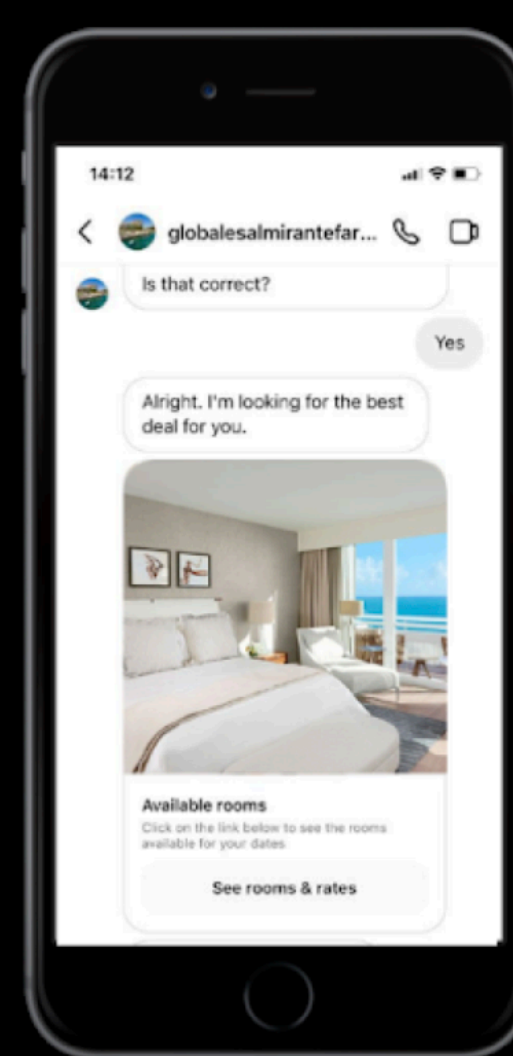 14:12
globalesalmirantefar...
Is that correct?
Yes
Alright. I'm looking for the best
deal for you.
Available rooms
Click on the link below to see the rooms
available for your dates
See rooms & rates